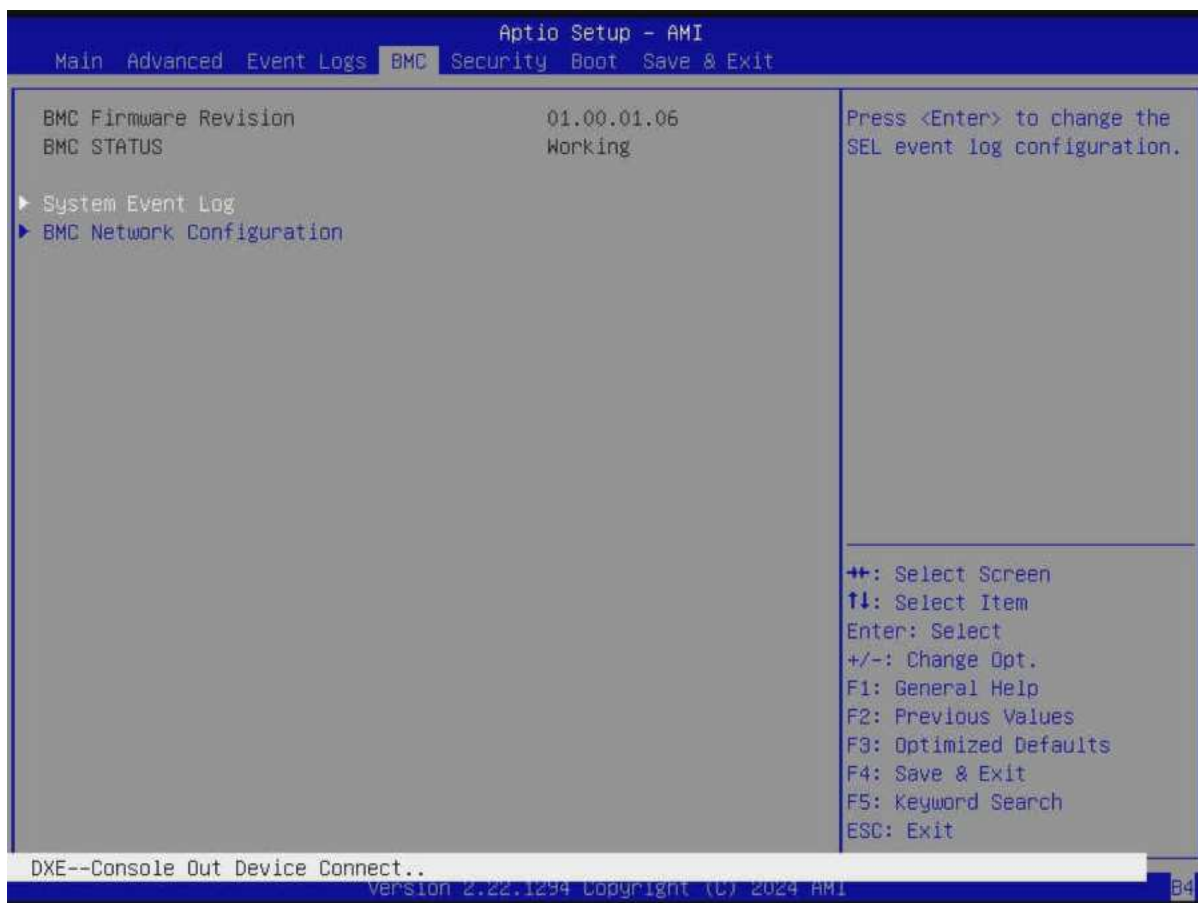 Aptio Setup - AMI
Main Advanced Event Logs BMC Security Boot Save & Exit
BMC Firmware Revision 01.00.01.06
BMC STATUS Working
▶ System Event Log
▶ BMC Network Configuration
Press <Enter> to change the
SEL event log configuration.
→←: Select Screen
↑↓: Select Item
Enter: Select
+/-: Change Opt.
F1: General Help
F2: Previous Values
F3: Optimized Defaults
F4: Save & Exit
F5: Keyword Search
ESC: Exit
DXE--Console Out Device Connect..
Version 2.22.1294 Copyright (C) 2024 AMI
B4